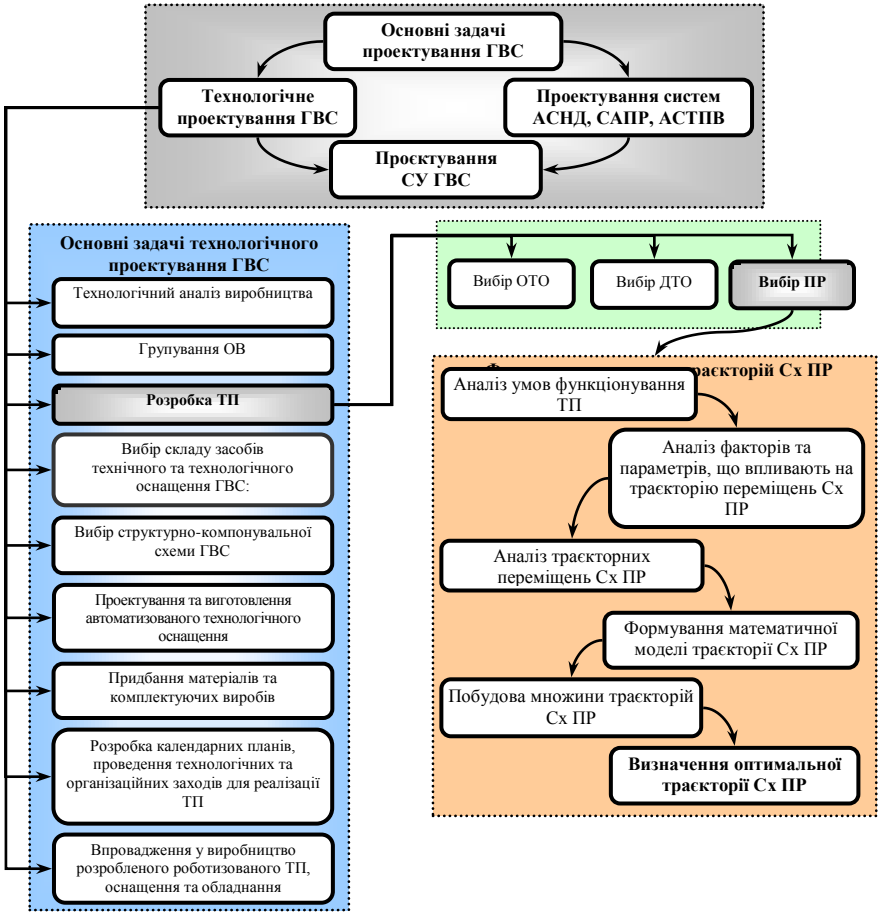 Основні задачі
проектування ГВС
Технологічне
проектування ГВС
Проектування систем
АСНД, САПР, АСТПВ
Проєктування
СУ ГВС
Основні задачі технологічного
проектування ГВС
Технологічний аналіз виробництва
Групування ОВ
Розробка ТП
Вибір складу засобів
технічного та технологічного
оснащення ГВС:
Вибір структурно-компонувальної
схеми ГВС
Проектування та виготовлення
автоматизованого технологічного
оснащення
Придбання матеріалів та
комплектуючих виробів
Розробка календарних планів,
проведення технологічних та
організаційних заходів для реалізації
ТП
Впровадження у виробництво
розробленого роботизованого ТП,
оснащення та обладнання
Вибір ОТО
Вибір ДТО
Вибір ПР
траєкторій Сх ПР
Аналіз умов функціонування
ТП
Аналіз факторів та
параметрів, що впливають на
траєкторію переміщень Сх
ПР
Аналіз траєкторних
переміщень Сх ПР
Формування математичної
моделі траєкторії Сх ПР
Побудова множини траєкторій
Сх ПР
Визначення оптимальної
траєкторії Сх ПР